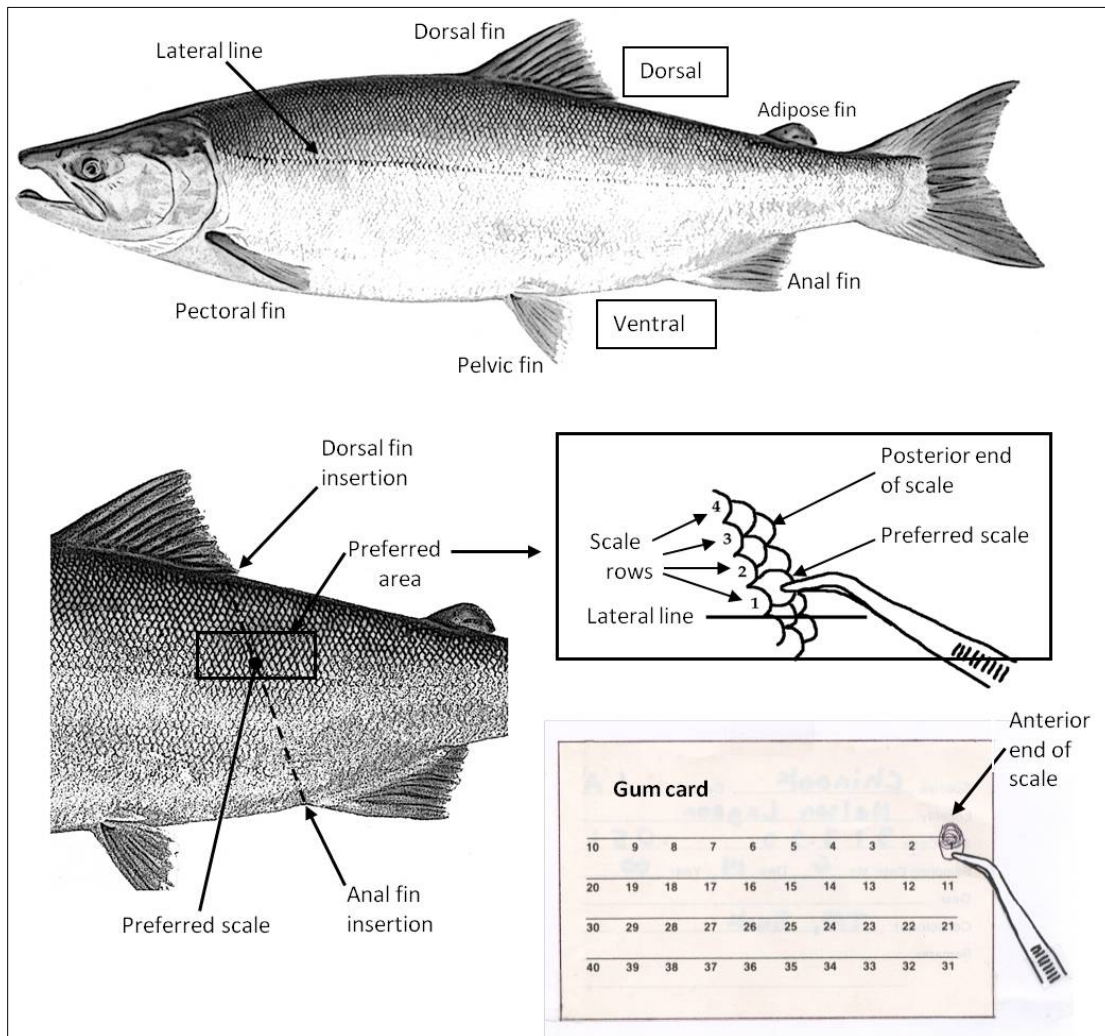 Dorsal fin
Lateral line
Dorsal
Adipose fin
Pectoral fin
Anal fin
Ventral
Pelvic fin
Dorsal fin
insertion
Preferred
area
Posterior end
of scale
Preferred scale
Scale
rows
4
3
2
1
Lateral line
Anterior
end of
scale
Gum card
10 9 8 7 6 5 4 3 2
20 19 18 17 16 15 14 13 12 11
30 29 28 27 26 25 24 23 22 21
40 39 38 37 36 35 34 33 32 31
Anal fin
insertion
Preferred scale